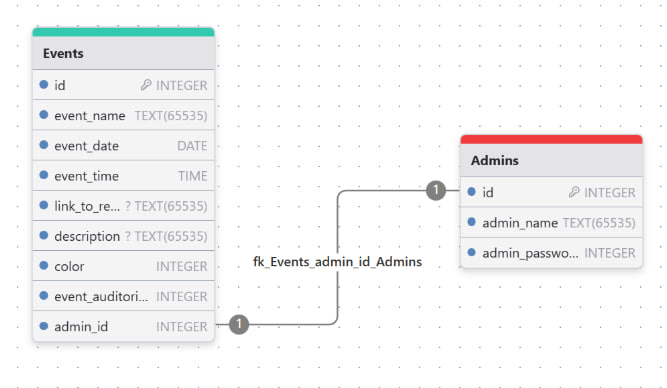 Events
id INTEGER
event_name TEXT(65535)
event_date DATE
event_time TIME
link_to_re... ? TEXT(65535)
description ? TEXT(65535)
color INTEGER
event_auditori... INTEGER
admin_id INTEGER
1
fk_Events_admin_id_Admins
1
Admins
id INTEGER
admin_name TEXT(65535)
admin_passwo... INTEGER